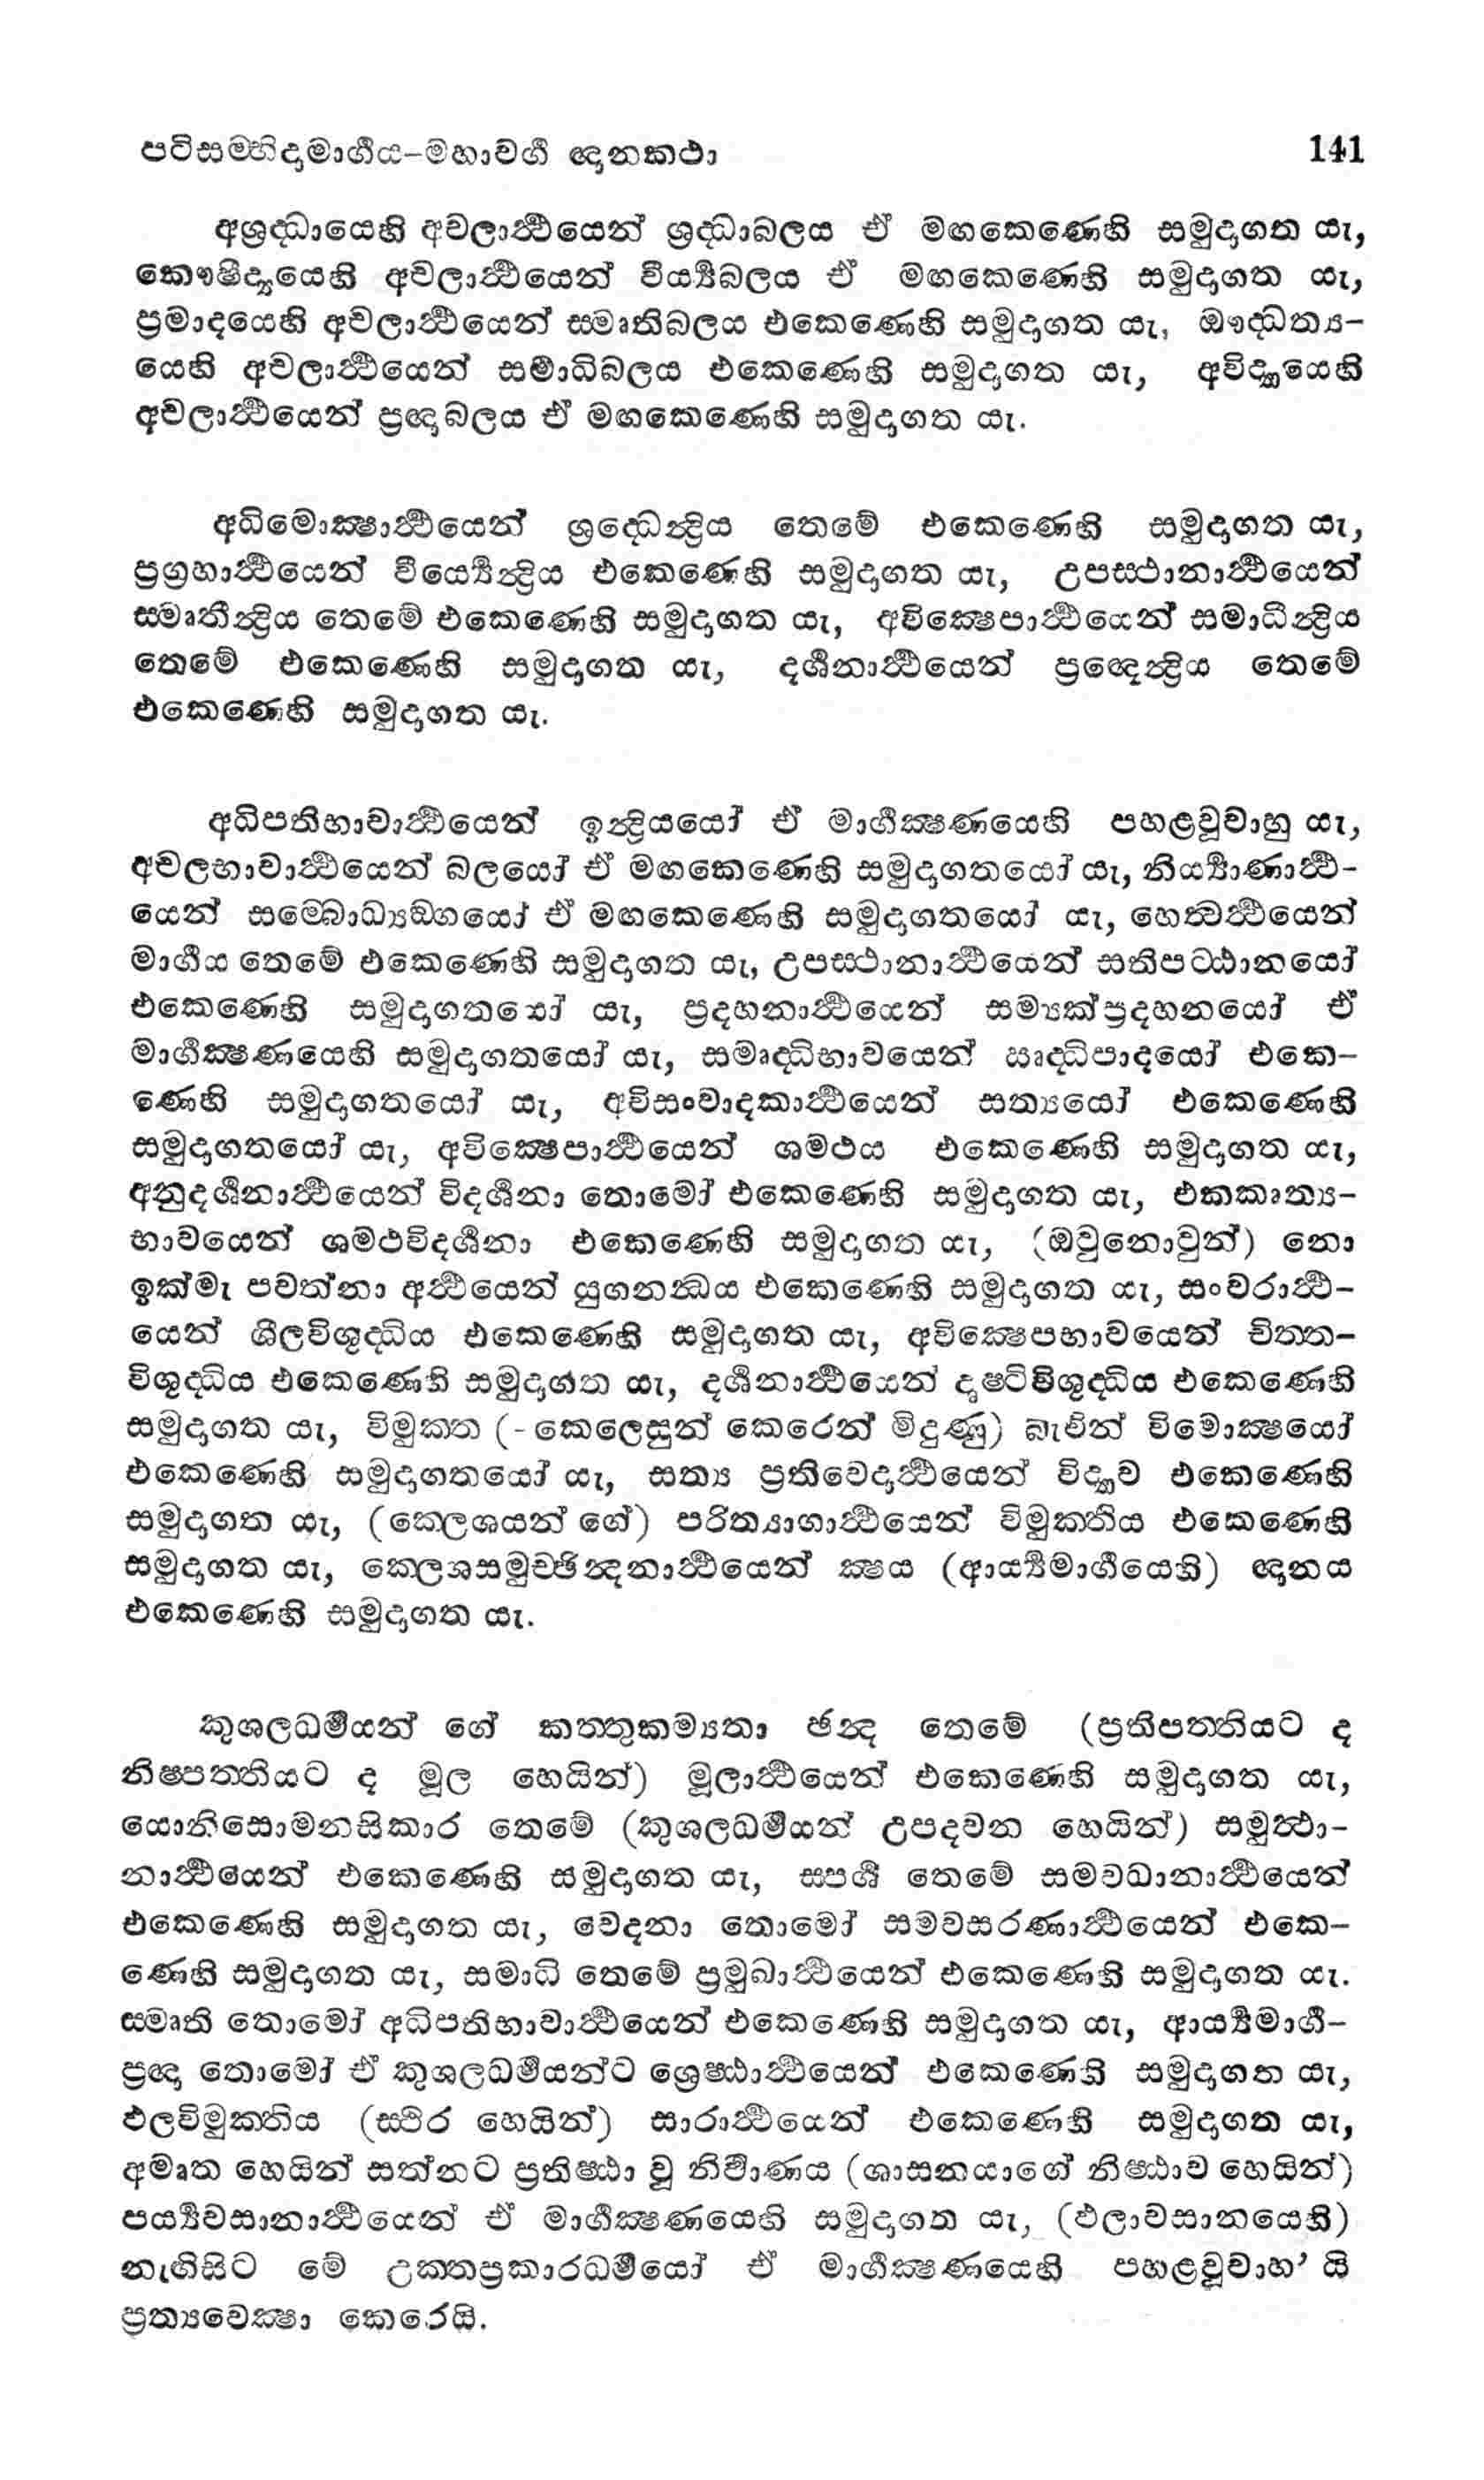 පටිසම්භිදාමාර්ගය-මහාවර්ග ඥානකථා 141
අශ්‍රද්ධායෙහි අචලාර්ත්‍ථයෙන් ශ්‍රද්ධාබලය ඒ මඟකෙණෙහි සමුදාගත යැ,
කෞෂීද්‍යයෙහි අචලාර්ත්‍ථයෙන් වීර්‍ය්‍යබලය ඒ මඟකෙණෙහි සමුදාගත යැ,
ප්‍රමාදයෙහි අචලාර්ත්‍ථයෙන් ස්මෘතිබලය එකෙණෙහි සමුදාගත යැ, ඖද්ධත්‍ය-
යෙහි අචලාර්ත්‍ථයෙන් සමාධිබලය එකෙණෙහි සමුදාගත යැ, අවිද්‍යායෙහි
අචලාර්ත්‍ථයෙන් ප්‍රඥාබලය ඒ මඟකෙණෙහි සමුදාගත යැ.
අධිමොක්‍ෂාර්ත්‍ථයෙන් ශ්‍රද්ධෙන්ද්‍රිය තෙමේ එකෙණෙහි සමුදාගත යැ,
ප්‍රග්‍රහාර්ත්‍ථයෙන් වීර්‍ය්‍යෙන්ද්‍රිය එකෙණෙහි සමුදාගත යැ, උපස්ථානාර්ත්‍ථයෙන්
ස්මෘතීන්ද්‍රිය තෙමේ එකෙණෙහි සමුදාගත යැ, අවික්‍ෂෙපාර්ත්‍ථයෙන් සමාධීන්ද්‍රිය
තෙමේ එකෙණෙහි සමුදාගත යැ, දර්ශනාර්ත්‍ථයෙන් ප්‍රඥෙන්ද්‍රිය තෙමේ
එකෙණෙහි සමුදාගත යැ.
අධිපතිභාවාර්ත්‍ථයෙන් ඉන්ද්‍රියයෝ ඒ මාර්ගක්‍ෂණයෙහි පහළවූවාහු යැ,
අචලභාවාර්ත්‍ථයෙන් බලයෝ ඒ මඟකෙණෙහි සමුදාගතයෝ යැ, නිර්‍ය්‍යාණාර්ත්‍ථ-
යෙන් සම්බොධ්‍යඞ්ගයෝ ඒ මඟකෙණෙහි සමුදාගතයෝ යැ, හෙත්‍වර්ත්‍ථයෙන්
මාර්ගය තෙමේ එකෙණෙහි සමුදාගත යැ, උපස්ථානාර්ත්‍ථයෙන් සතිපට්ඨානයෝ
එකෙණෙහි සමුදාගතයෝ යැ, ප්‍රදහනාර්ත්‍ථයෙන් සම්‍යක්ප්‍රදහනයෝ ඒ
මාර්ගක්‍ෂණයෙහි සමුදාගතයෝ යැ, සමෘද්ධිභාවයෙන් ඍද්ධිපාදයෝ එකෙ-
ණෙහි සමුදාගතයෝ යැ, අවිසංවාදකාර්ත්‍ථයෙන් සත්‍යයෝ එකෙණෙහි
සමුදාගතයෝ යැ, අවික්‍ෂෙපාර්ත්‍ථයෙන් ශමථය එකෙණෙහි සමුදාගත යැ,
අනුදර්ශනාර්ත්‍ථයෙන් විදර්ශනා තොමෝ එකෙණෙහි සමුදාගත යැ, එකකෘත්‍ය-
භාවයෙන් ශමථවිදර්ශනා එකෙණෙහි සමුදාගත යැ, (ඔවුනොවුන්) නො
ඉක්මැ පවත්නා අර්ත්‍ථයෙන් යුගනන්ධය එකෙණෙහි සමුදාගත යැ, සංවරාර්ත්‍ථ-
යෙන් ශීලවිශුද්ධිය එකෙණෙහි සමුදාගත යැ, අවික්‍ෂෙපභාවයෙන් චිත්ත-
විශුද්ධිය එකෙණෙහි සමුදාගත යැ, දර්ශනාර්ත්‍ථයෙන් දෘෂ්ටිවිශුද්ධිය එකෙණෙහි
සමුදාගත යැ, විමුක්ත (- කෙලෙසුන් කෙරෙන් මිදුණු) බැවින් විමොක්‍ෂයෝ
එකෙණෙහි සමුදාගතයෝ යැ, සත්‍ය ප්‍රතිවෙදාර්ත්‍ථයෙන් විද්‍යාව එකෙණෙහි
සමුදාගත යැ, (ක්ලෙශයන් ගේ) පරිත්‍යාගාර්ත්‍ථයෙන් විමුක්තිය එකෙණෙහි
සමුදාගත යැ, ක්ලෙශසමුච්ඡින්දනාර්ත්‍ථයෙන් ක්‍ෂය (ආර්‍ය්‍යමාර්ගයෙහි) ඥානය
එකෙණෙහි සමුදාගත යැ.
කුශලධර්මයන් ගේ කත්තුකම්‍යතා ඡන්ද තෙමේ (ප්‍රතිපත්තියට ද
නිෂ්පත්තියට ද මූල හෙයින්) මූලාර්ත්‍ථයෙන් එකෙණෙහි සමුදාගත යැ,
යොනිසොමනසිකාර තෙමේ (කුශලධර්මයන් උපදවන හෙයින්) සමුත්ථා-
නාර්ත්‍ථයෙන් එකෙණෙහි සමුදාගත යැ, ස්පර්ශ තෙමේ සමවධානාර්ත්‍ථයෙන්
එකෙණෙහි සමුදාගත යැ, වෙදනා තොමෝ සමවසරණාර්ත්‍ථයෙන් එකෙ-
ණෙහි සමුදාගත යැ, සමාධි තෙමේ ප්‍රමුඛාර්ත්‍ථයෙන් එකෙණෙහි සමුදාගත යැ.
ස්මෘති තොමෝ අධිපතිභාවාර්ත්‍ථයෙන් එකෙණෙහි සමුදාගත යැ, ආර්‍ය්‍යමාර්ග-
ප්‍රඥා තොමෝ ඒ කුශලධර්මයන්ට ශ්‍රෙෂ්ඨාර්ත්‍ථයෙන් එකෙණෙහි සමුදාගත යැ,
ඵලවිමුක්තිය (ස්ථිර හෙයින්) සාරාර්ත්‍ථයෙන් එකෙණෙහි සමුදාගත යැ,
අමෘත හෙයින් සත්නට ප්‍රතිෂ්ඨා වූ නිර්වාණය (ශාසනයාගේ නිෂ්ඨාව හෙයින්)
පර්‍ය්‍යවසානාර්ත්‍ථයෙන් ඒ මාර්ගක්‍ෂණයෙහි සමුදාගත යැ, (ඵලාවසානයෙහි)
නැඟිසිට මේ උක්තප්‍රකාරධර්මයෝ ඒ මාර්ගක්‍ෂණයෙහි පහළවූවාහ' යි
ප්‍රත්‍යවෙක්‍ෂා කෙරෙයි.